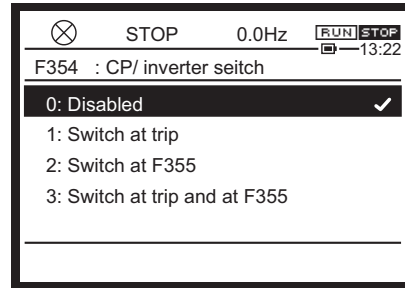 STOP 0.0Hz RUN STOP
13:22
F354 : CP/ inverter seitch
0: Disabled
1: Switch at trip
2: Switch at F355
3: Switch at trip and at F355